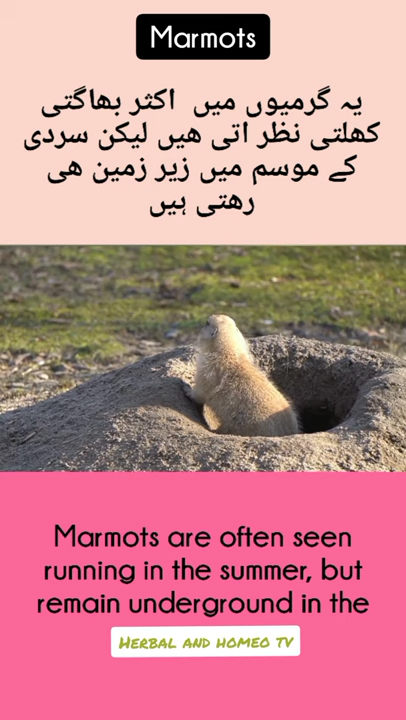 Marmots
یہ گرمیوں میں اکثر بھاگتی
کھلتی نظر اتی ھیں لیکن سردی
کے موسم میں زیر زمین ھی
رھتی ہیں
Marmots are often seen
running in the summer, but
remain underground in the
HERBAL AND HOMEO TV